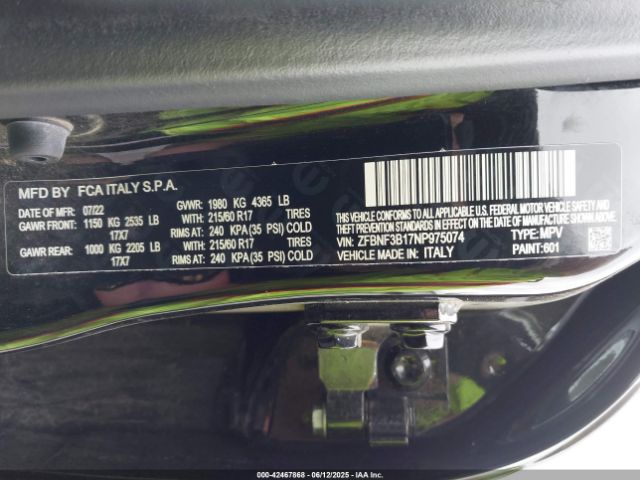 MFD BY FCA ITALY S.P.A.
DATE OF MFR: 07/22 GVWR: 1980 KG 4365 LB
GAWR FRONT: 1150 KG 2535 LB WITH: 215/60 R17 TIRES
17X7 RIMS AT: 240 KPA(35 PSI) COLD
GAWR REAR: 1000 KG 2205 LB WITH: 215/60 R17 TIRES
17X7 RIMS AT: 240 KPA(35 PSI) COLD
THIS VEHICLE CONFORMS TO ALL APPLICABLE U.S. FEDERAL MOTOR
VEHICLE SAFETY, BUMPER, AND THEFT PREVENTION STANDARDS IN EFFECT ON THE DATE OF MANUFACTURE SHOWN ABOVE.
VIN: ZFBNF3B17NP975074 TYPE: MPV
VEHICLE MADE IN: ITALY PAINT: 601
000-42467868 - 06/12/2025 - IAAI.COM